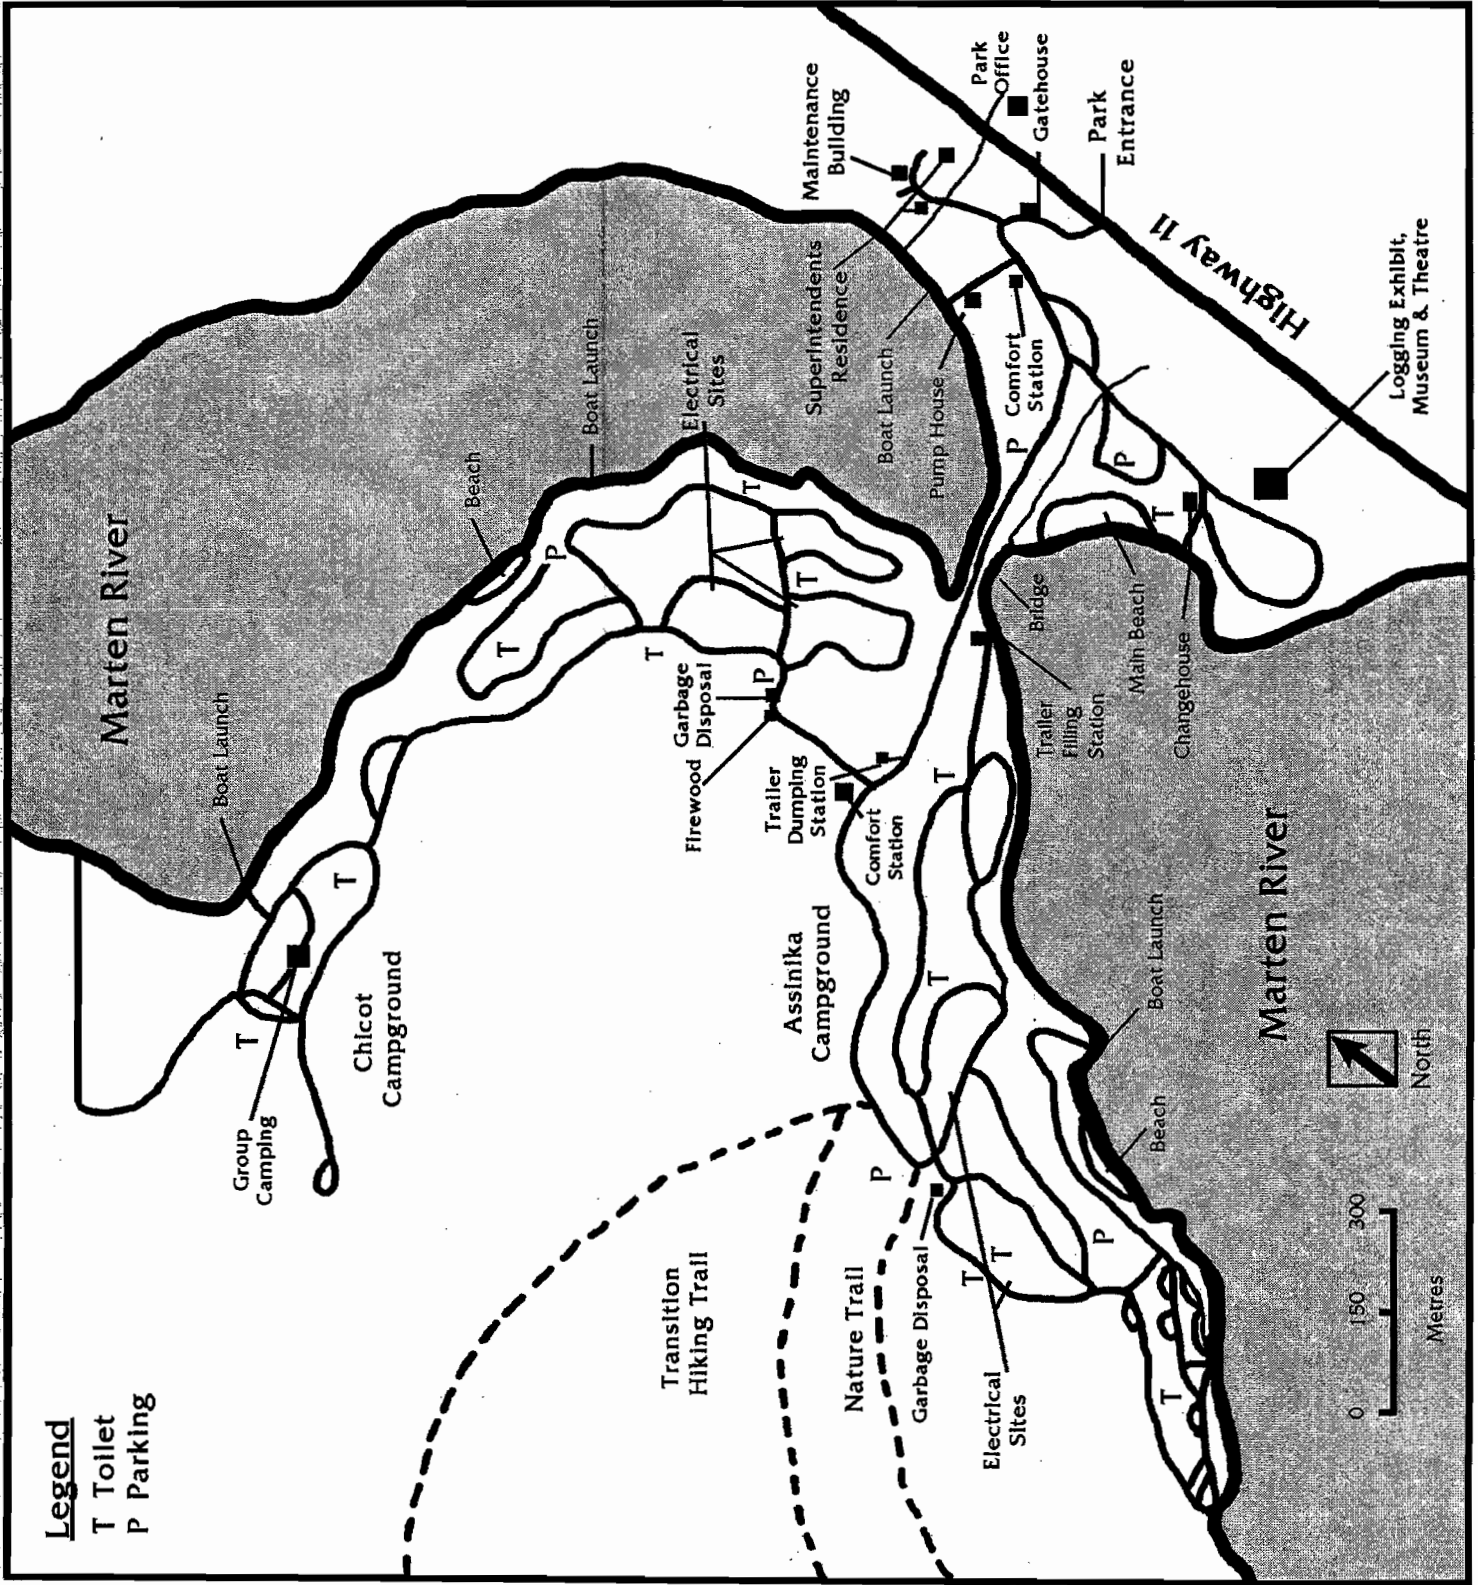 Legend
T Toilet
P Parking
Marten River
Boat Launch
Beach
Boat Launch
Group
Camping
T
T
Chicot
Campground
T
P
T
Electrical
Sites
T
T
Garbage
Disposal
P
Firewood
Maintenance
Building
Superintendents
Residence
Boat Launch
Pump House
Park
Office
Gatehouse
Park
Entrance
Highway 11
Comfort
Station
P
P
T
Logging Exhibit,
Museum & Theatre
Bridge
Main Beach
Changehouse
Trailer
Filling
Station
Trailer
Dumping
Station
Comfort
Station
T
Assinika
Campground
T
Transition
Hiking Trail
Nature Trail
P
Garbage Disposal
T
T
Electrical
Sites
P
T
Beach
Boat Launch
Marten River
North
0 150 300
Metres